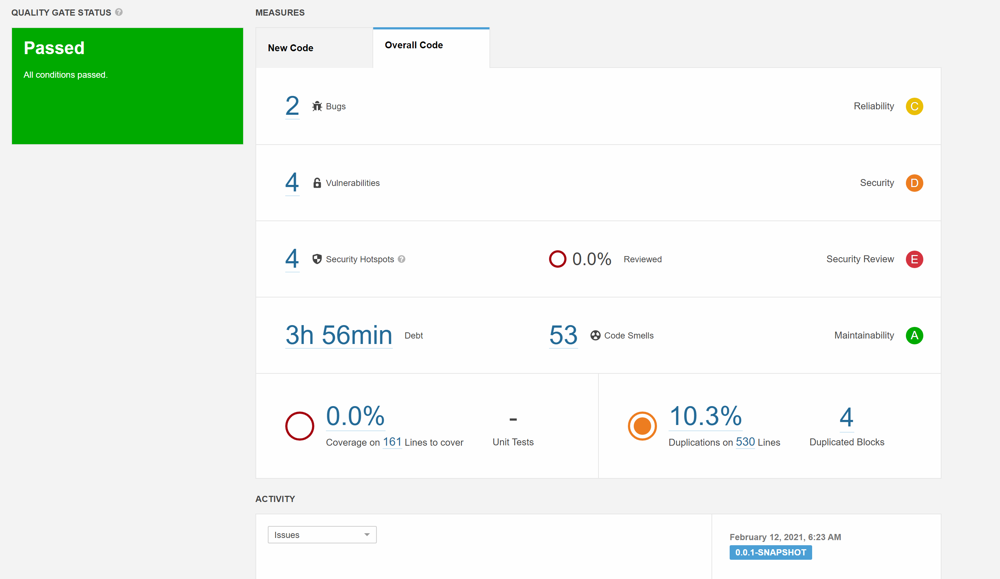 QUALITY GATE STATUS ?
Passed
All conditions passed.
MEASURES
New Code
Overall Code
2 Bugs Reliability C
4 Vulnerabilities Security D
4 Security Hotspots ? 0.0% Reviewed Security Review E
3h 56min Debt 53 Code Smells Maintainability A
0.0% - 10.3% 4
Coverage on 161 Lines to cover Unit Tests Duplications on 530 Lines Duplicated Blocks
ACTIVITY
Issues
February 12, 2021, 6:23 AM
0.0.1-SNAPSHOT